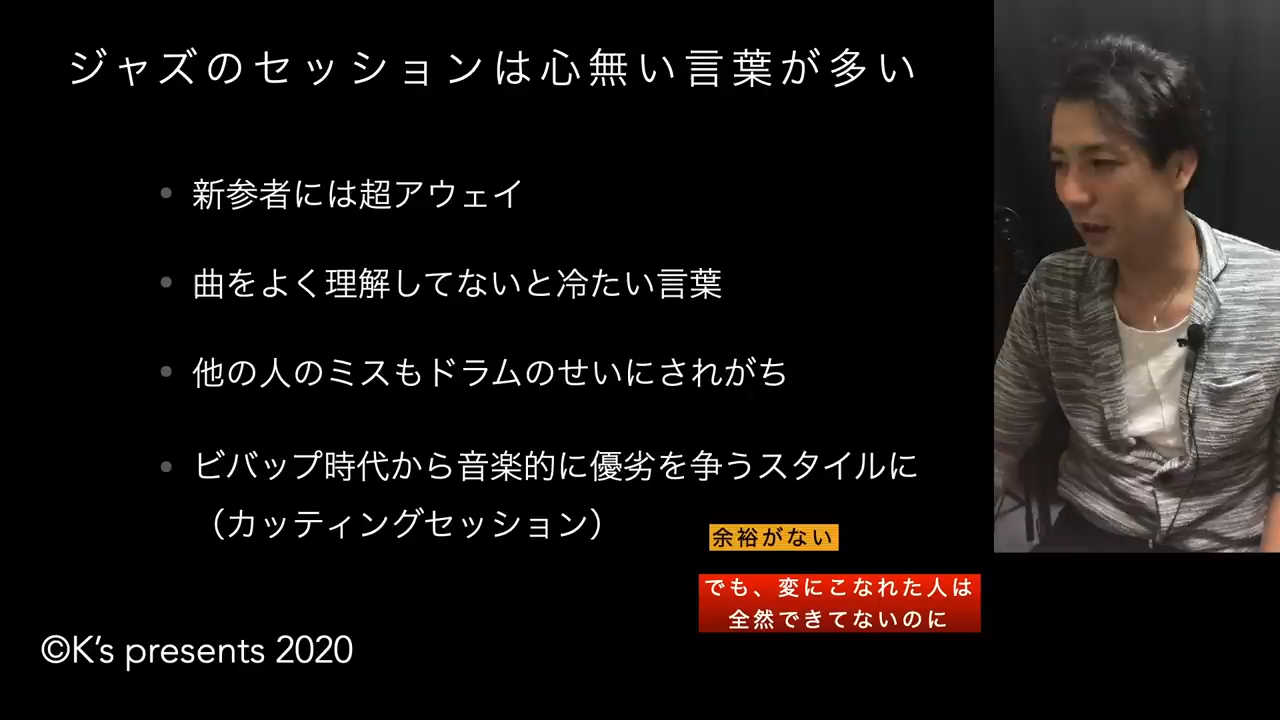 ジャズのセッションは心無い言葉が多い
• 新参者には超アウェイ
• 曲をよく理解してないと冷たい言葉
• 他の人のミスもドラムのせいにされがち
• ビバップ時代から音楽的に優劣を争うスタイルに
（カッティングセッション）
余裕がない
でも、変にこなれた人は
全然できてないのに
©K's presents 2020